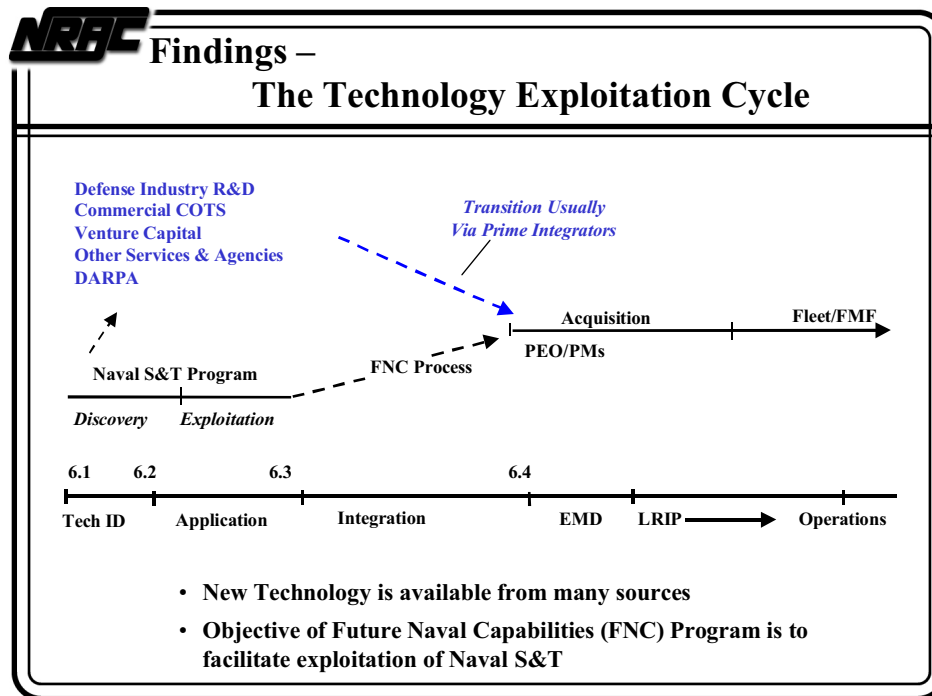 NRAC
Findings –
The Technology Exploitation Cycle
Defense Industry R&D
Commercial COTS
Venture Capital
Other Services & Agencies
DARPA
Transition Usually
Via Prime Integrators
Acquisition
Fleet/FMF
PEO/PMs
FNC Process
Naval S&T Program
Discovery
Exploitation
6.1
6.2
6.3
6.4
Tech ID
Application
Integration
EMD
LRIP
Operations
• New Technology is available from many sources
• Objective of Future Naval Capabilities (FNC) Program is to
facilitate exploitation of Naval S&T